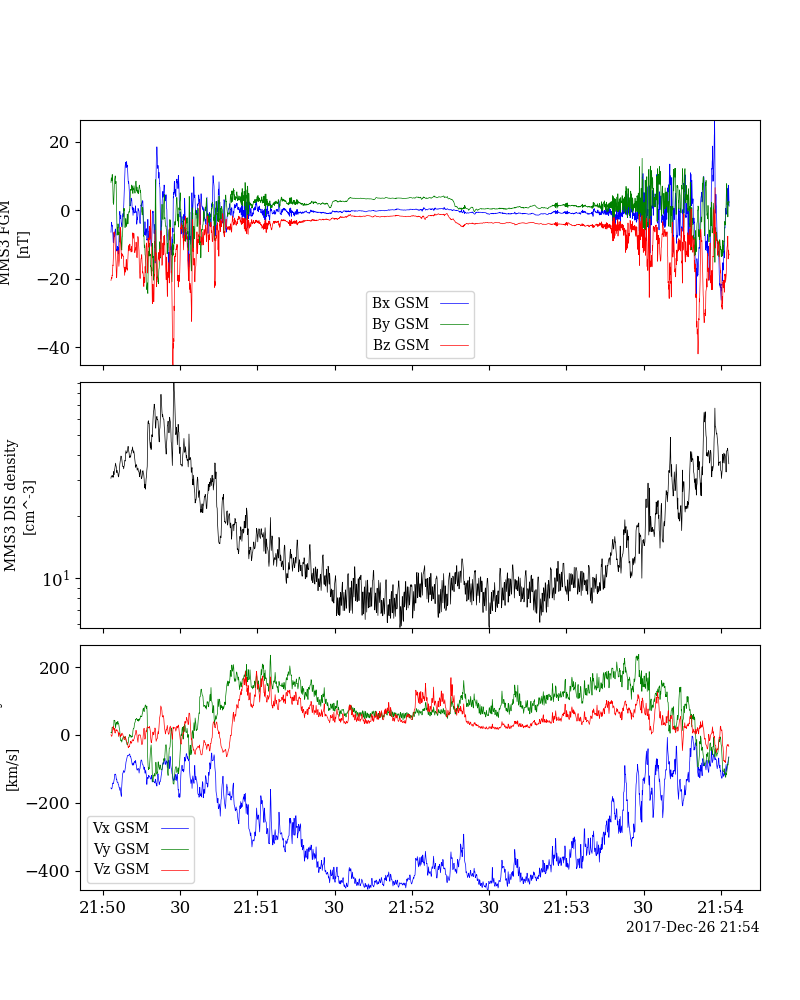 20
0
−20
−40
MMS3 FGM
[nT]
Bx GSM
By GSM
Bz GSM
10^1
MMS3 DIS density
[cm^-3]
200
0
−200
−400
[km/s]
Vx GSM
Vy GSM
Vz GSM
21:50 30 21:51 30 21:52 30 21:53 30 21:54
2017-Dec-26 21:54